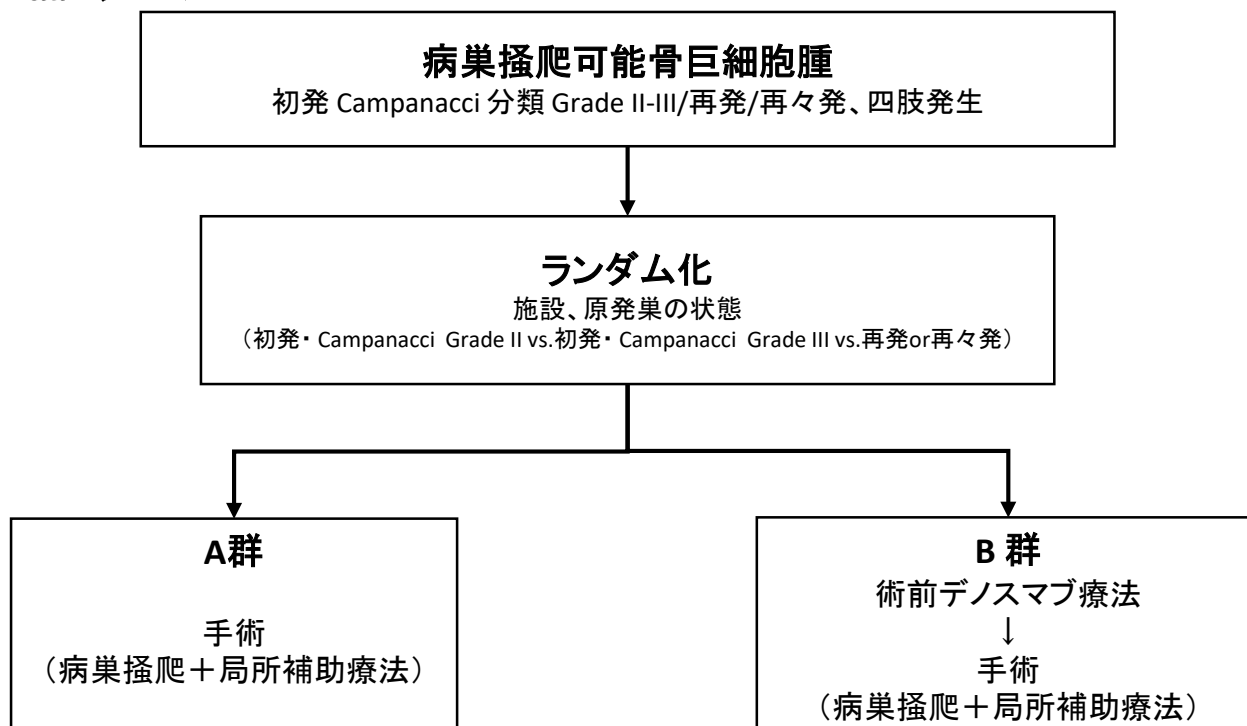 病巣掻爬可能骨巨細胞腫
初発 Campanacci 分類 Grade II-III/再発/再々発、四肢発生
ランダム化
施設、原発巣の状態
（初発・ Campanacci Grade II vs.初発・ Campanacci Grade III vs.再発or再々発）
A群
手術
（病巣掻爬＋局所補助療法）
B 群
術前デノスマブ療法
↓
手術
（病巣掻爬＋局所補助療法）